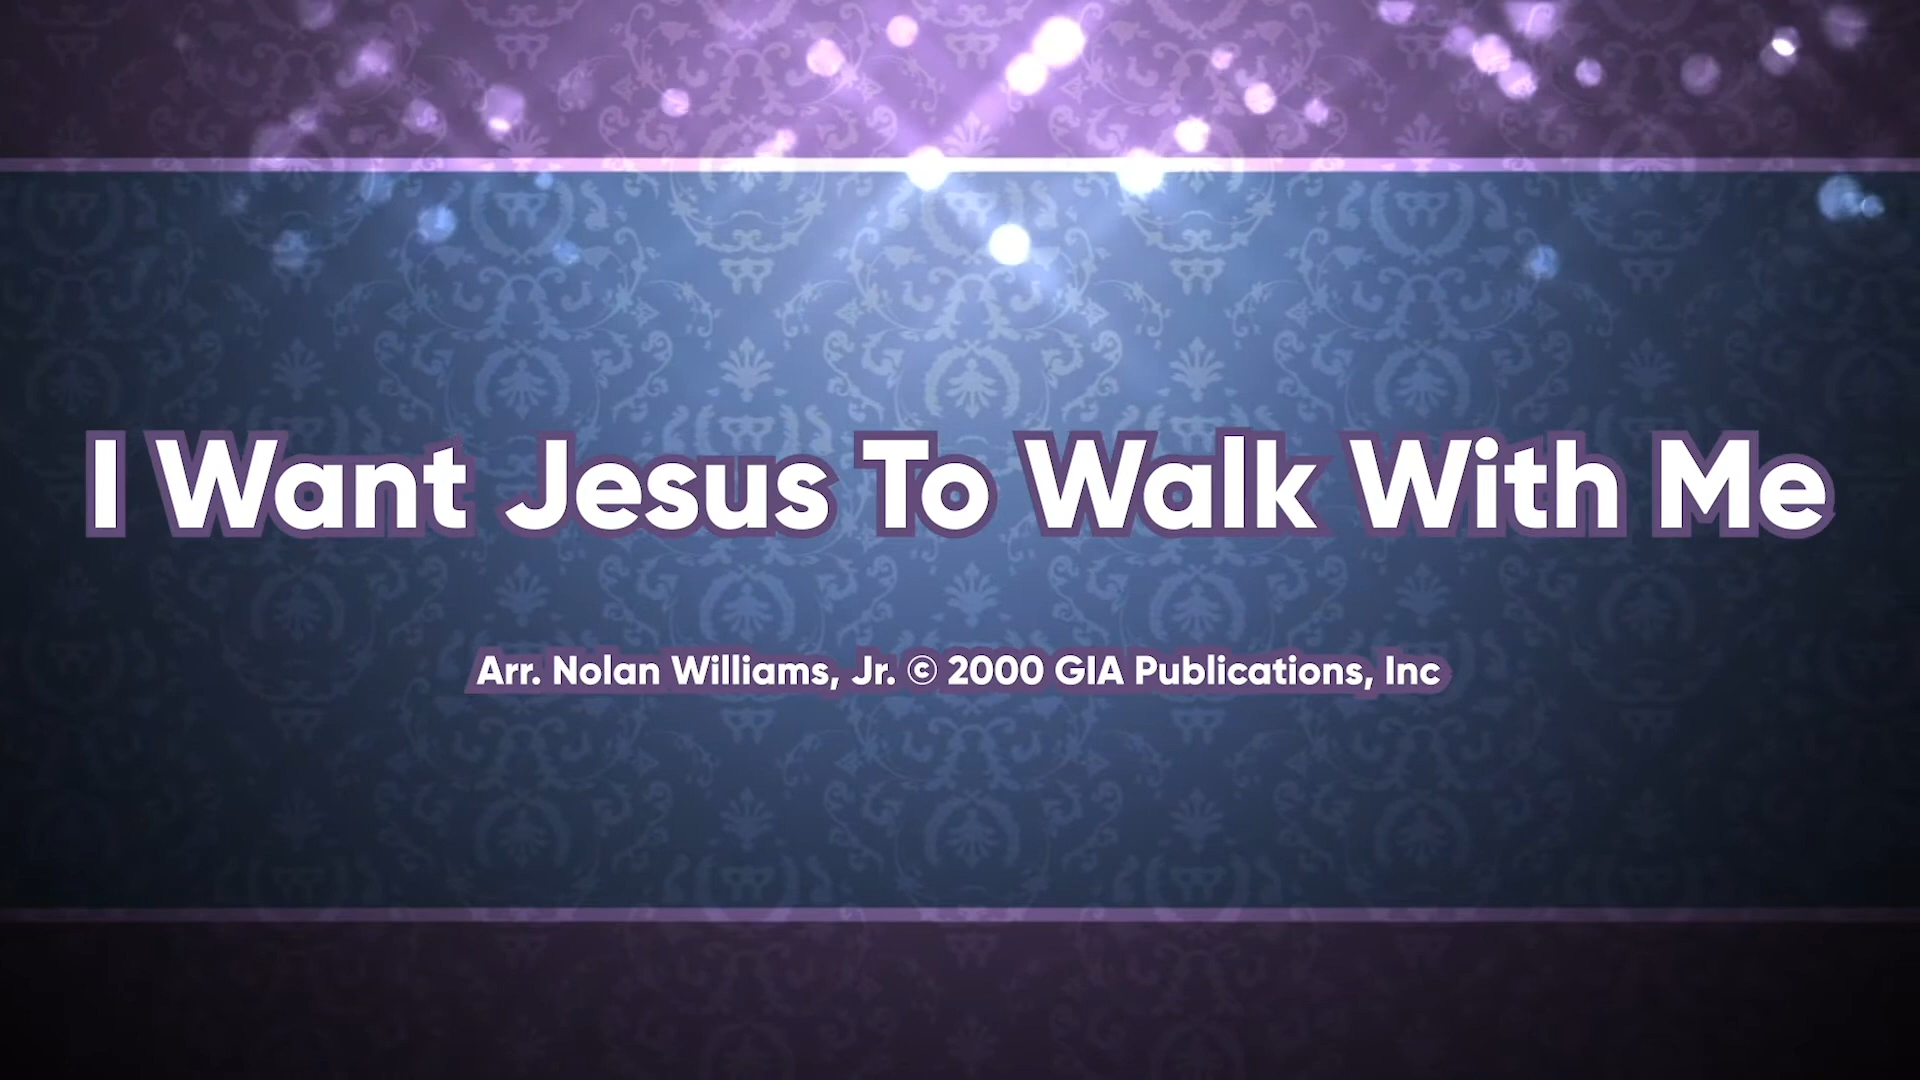 I Want Jesus To Walk With Me
Arr. Nolan Williams, Jr. © 2000 GIA Publications, Inc